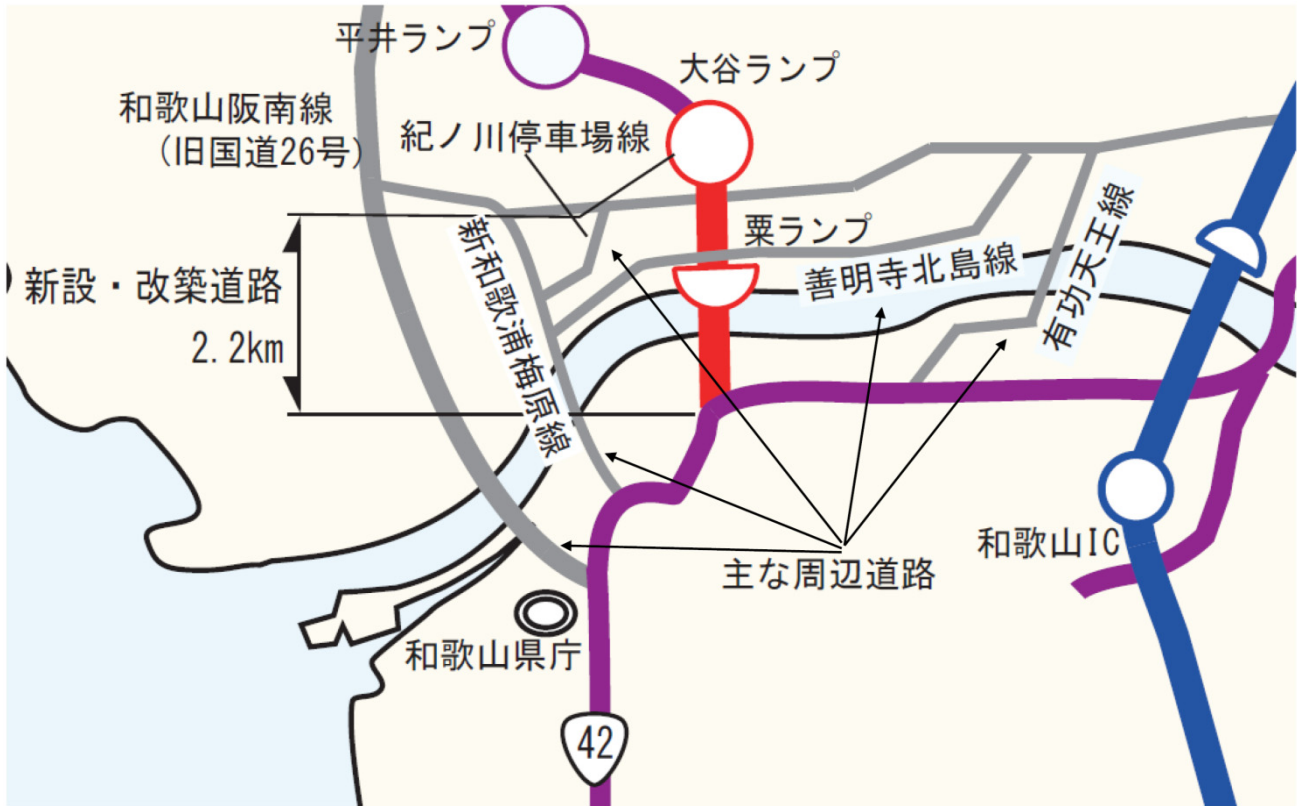 平井ランプ
大谷ランプ
和歌山阪南線
(旧国道26号)
紀ノ川停車場線
新設・改築道路
2.2km
新和歌浦梅原線
粟ランプ
善明寺北島線
有功天王線
主な周辺道路
和歌山IC
和歌山県庁
42